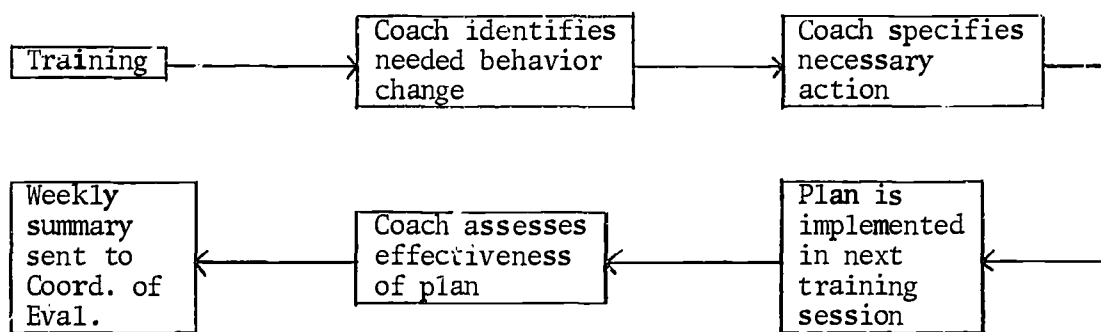 Training
Coach identifies
needed behavior
change
Coach specifies
necessary
action
Plan is
implemented
in next
training
session
Coach assesses
effectiveness
of plan
Weekly
summary
sent to
Coord. of
Eval.